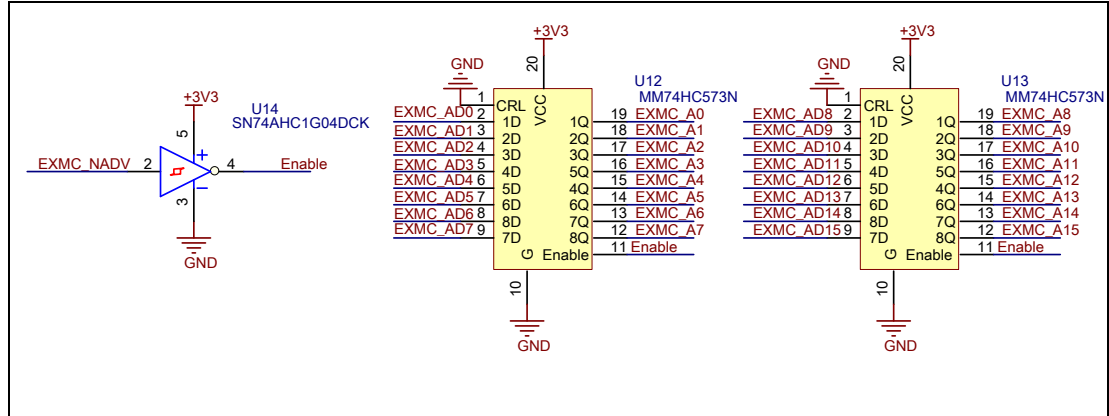 +3V3
U14
SN74AHC1G04DCK
5
+
EXMC_NADV 2 4 Enable
−
3
GND
+3V3
GND
20
U12
MM74HC573N
1 CRL VCC
EXMC_AD0 2 1D 1Q 19 EXMC_A0
EXMC_AD1 3 2D 2Q 18 EXMC_A1
EXMC_AD2 4 3D 3Q 17 EXMC_A2
EXMC_AD3 5 4D 5Q 16 EXMC_A3
EXMC_AD4 6 5D 4Q 15 EXMC_A4
EXMC_AD5 7 6D 6Q 14 EXMC_A5
EXMC_AD6 8 8D 7Q 13 EXMC_A6
EXMC_AD7 9 7D 8Q 12 EXMC_A7
G Enable 11 Enable
10
GND
+3V3
GND
20
U13
MM74HC573N
1 CRL VCC
EXMC_AD8 2 1D 1Q 19 EXMC_A8
EXMC_AD9 3 2D 2Q 18 EXMC_A9
EXMC_AD10 4 3D 3Q 17 EXMC_A10
EXMC_AD11 5 4D 5Q 16 EXMC_A11
EXMC_AD12 6 5D 4Q 15 EXMC_A12
EXMC_AD13 7 6D 6Q 14 EXMC_A13
EXMC_AD14 8 8D 7Q 13 EXMC_A14
EXMC_AD15 9 7D 8Q 12 EXMC_A15
G Enable 11 Enable
10
GND